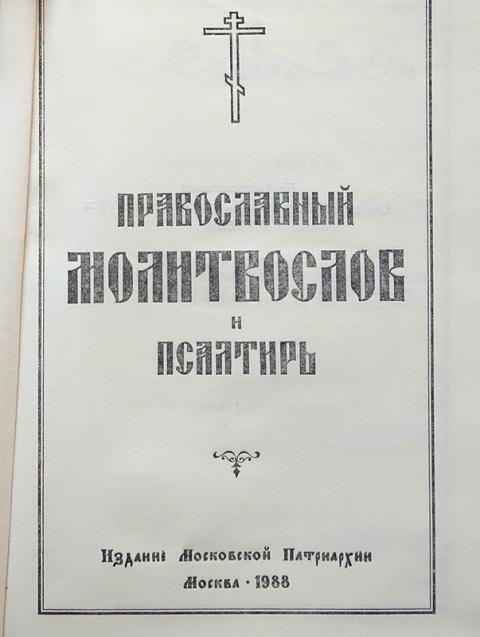 ПРАВОСЛАВНЫЙ
МОЛИТВОСЛОВ
и
ПСАЛТИРЬ
Издание Московской Патриархии
Москва · 1988